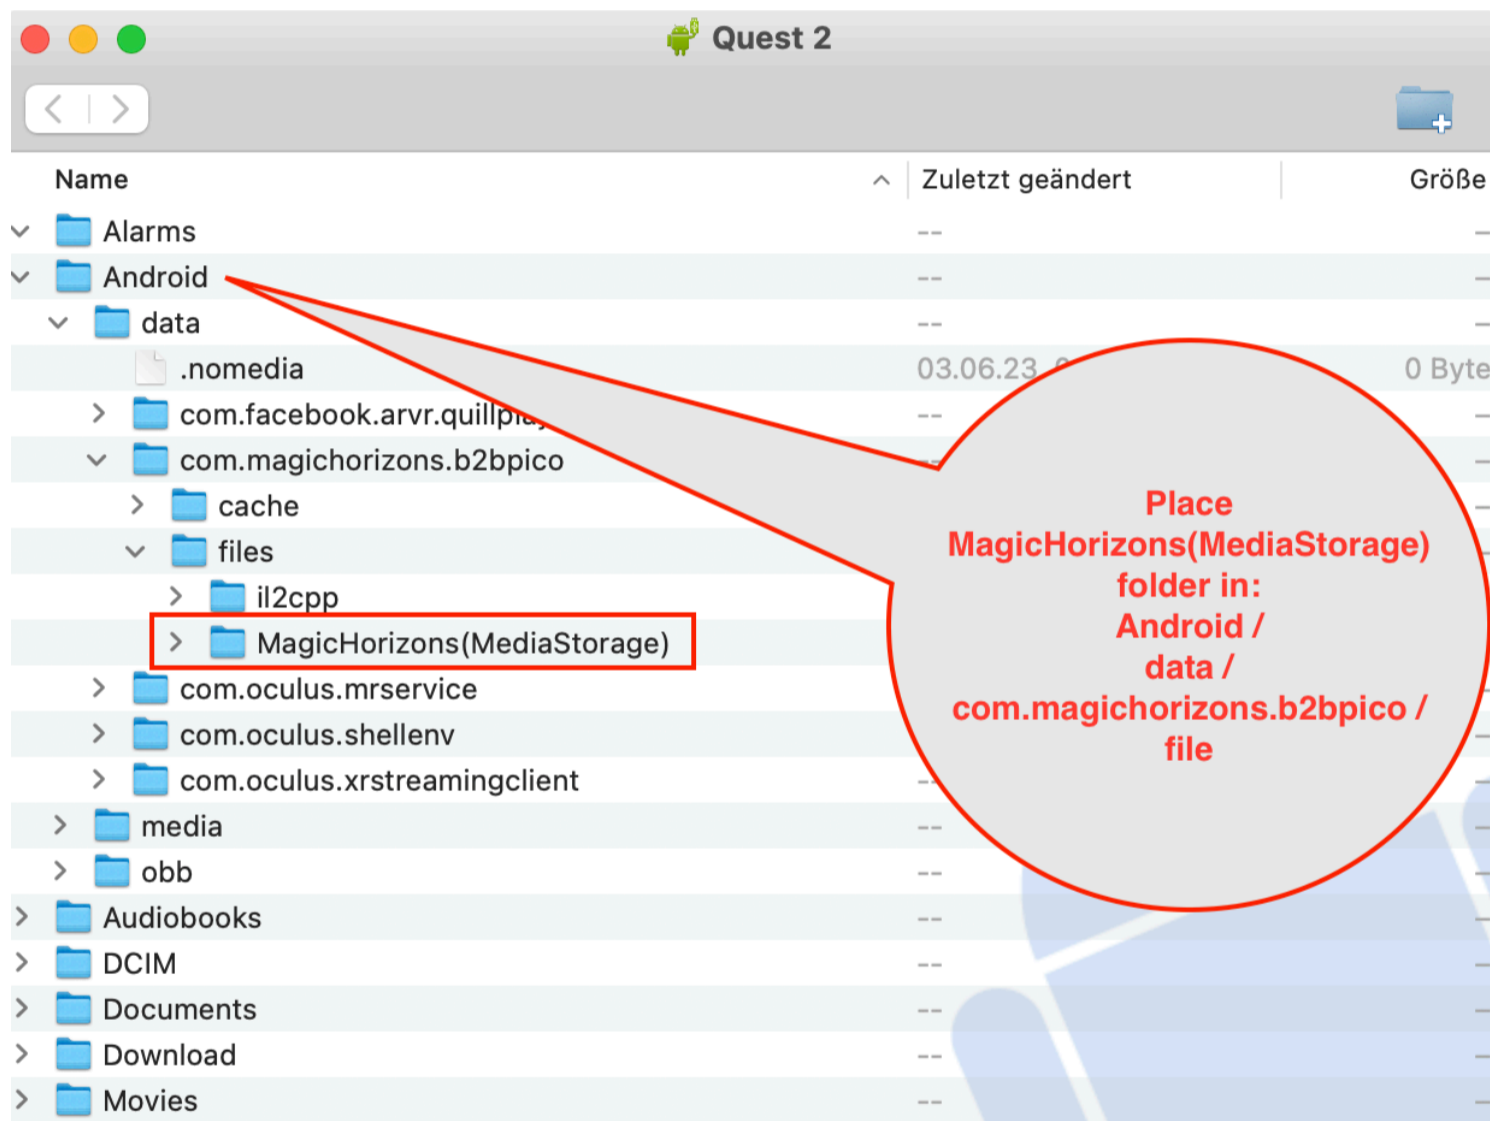 Quest 2
Name Zuletzt geändert Größe
Alarms --
Android --
data --
.nomedia 03.06.23 0 Byte
com.facebook.arvr. --
com.magichorizons.b2bpico
cache
files
il2cpp
MagicHorizons(MediaStorage)
com.oculus.mrservice
com.oculus.shellenv
com.oculus.xrstreamingclient
media --
obb --
Audiobooks --
DCIM --
Documents --
Download --
Movies --
Place
MagicHorizons(MediaStorage)
folder in:
Android /
data /
com.magichorizons.b2bpico /
file